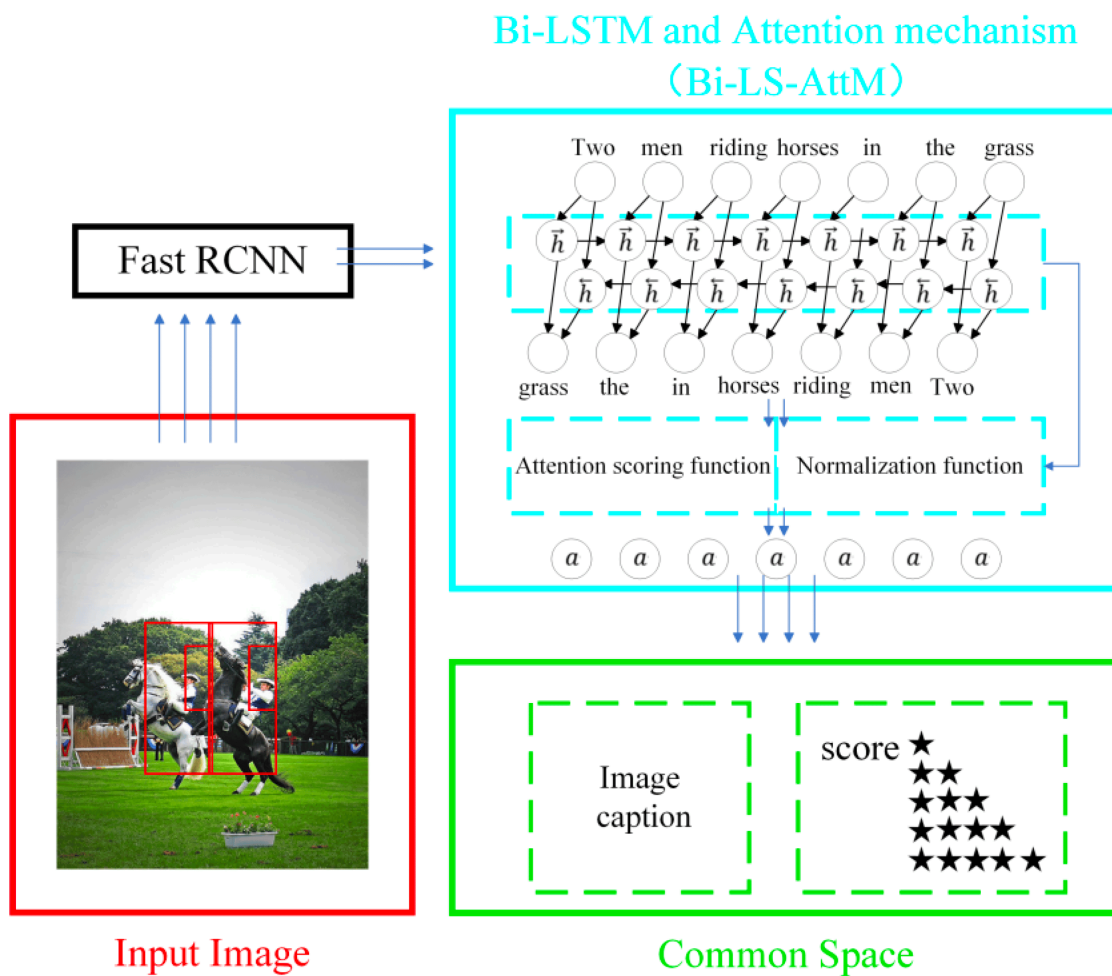 Bi-LSTM and Attention mechanism
（Bi-LS-AttM）
Two men riding horses in the grass
Fast RCNN
h h h h h h h
h h h h h h h
grass the in horses riding men Two
Attention scoring function Normalization function
a a a a a a a
Image
caption
score
Input Image
Common Space